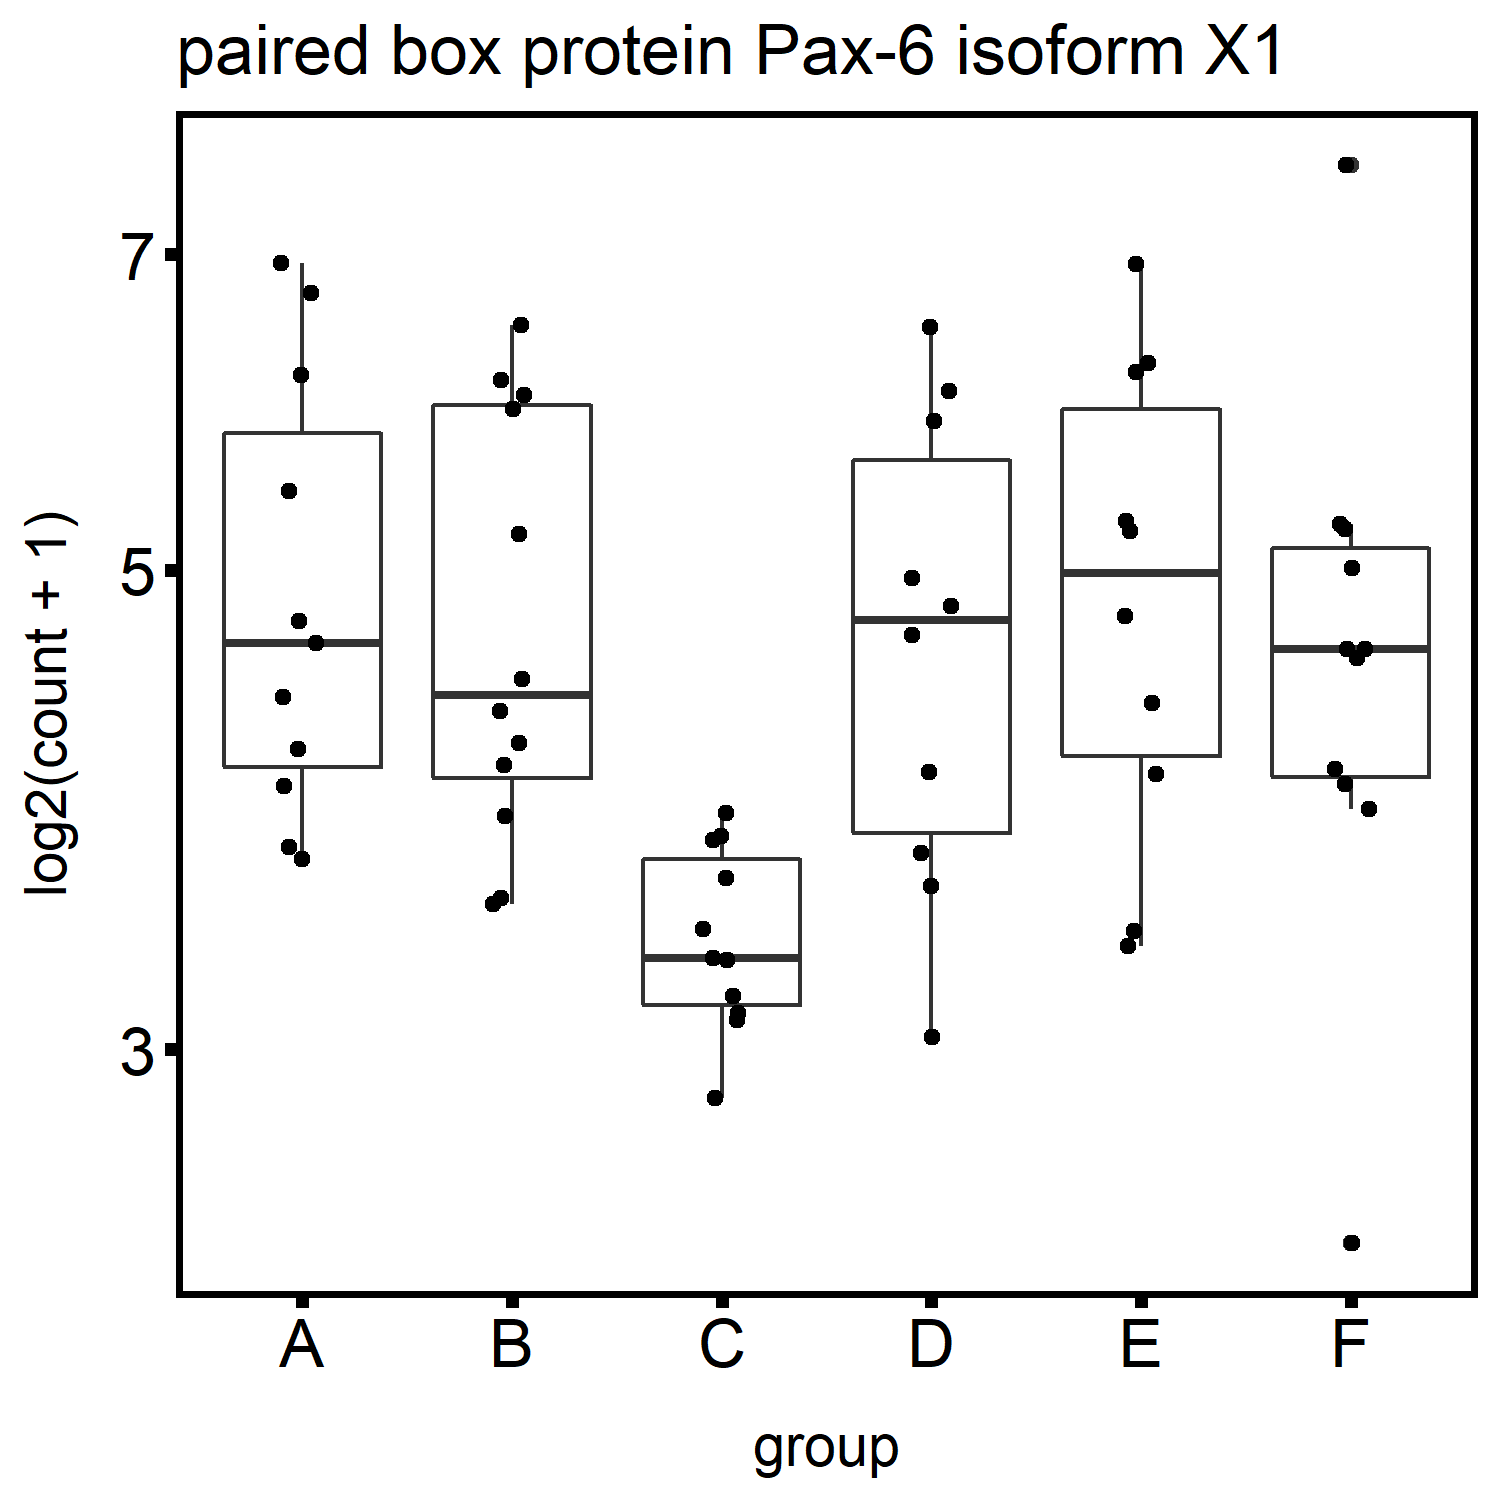 paired box protein Pax-6 isoform X1
log2(count + 1)
7
5
3
A B C D E F
group